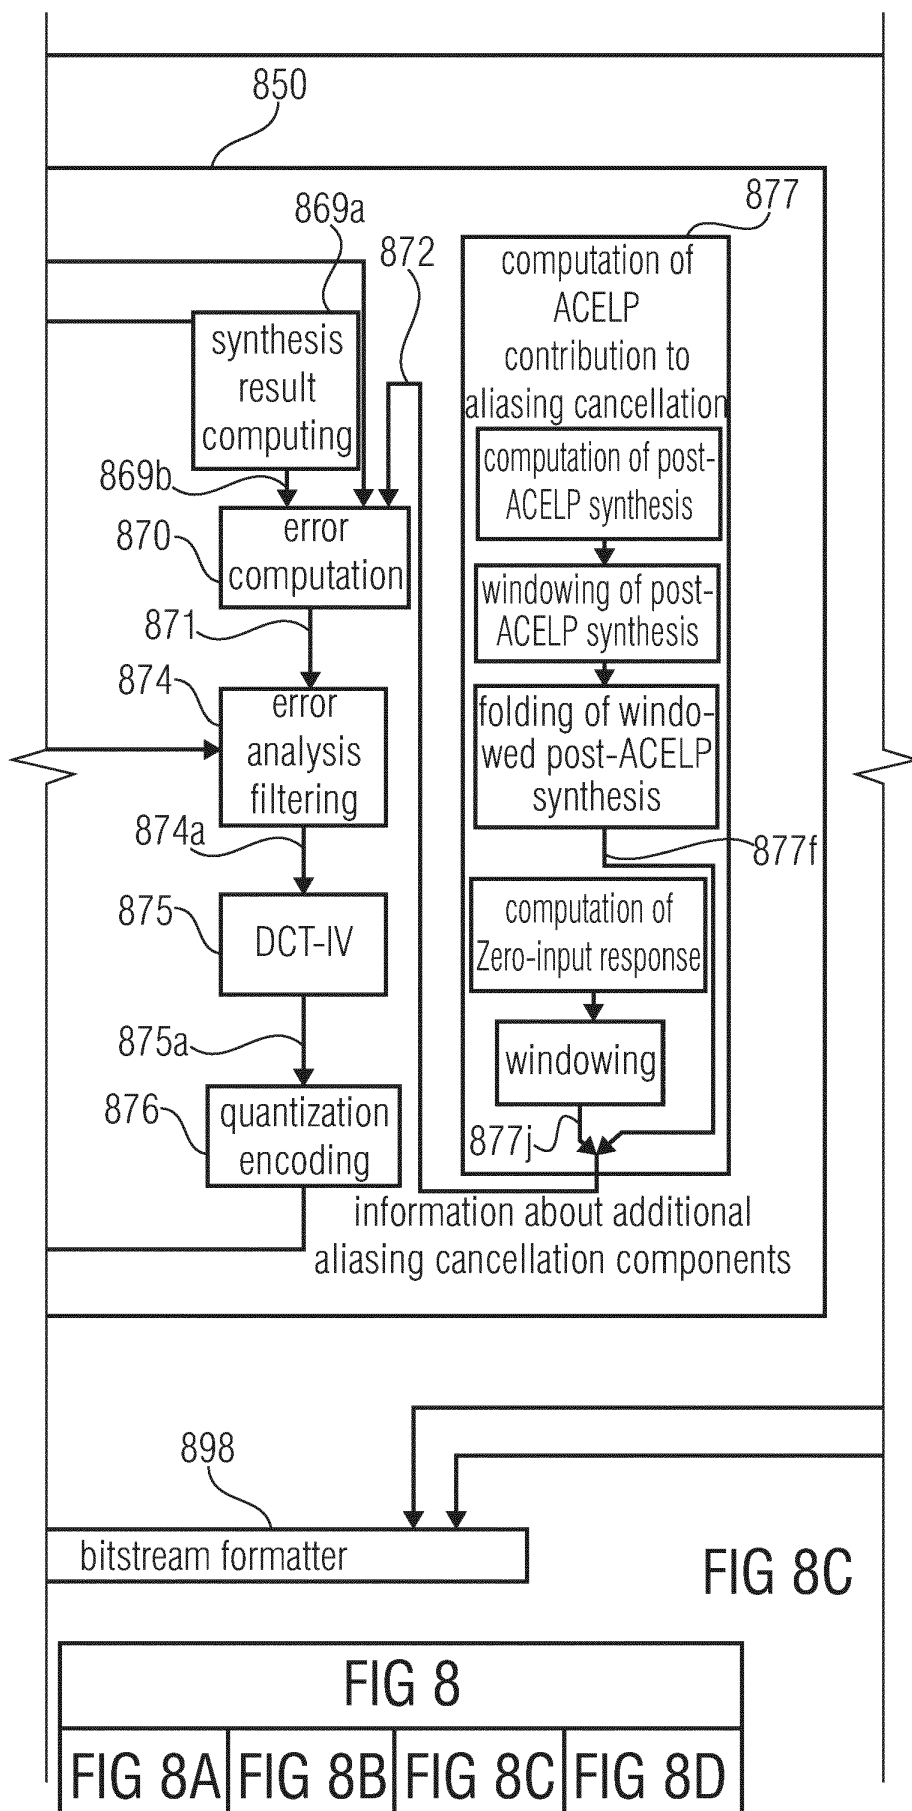 850
869a
synthesis
result
computing
872
877
computation of
ACELP
contribution to
aliasing cancellation
computation of post-
ACELP synthesis
windowing of post-
ACELP synthesis
folding of windo-
wed post-ACELP
synthesis
877f
computation of
Zero-input response
windowing
877j
869b
870
error
computation
871
874
error
analysis
filtering
874a
875
DCT-IV
875a
876
quantization
encoding
information about additional
aliasing cancellation components
898
bitstream formatter
FIG 8C
FIG 8
FIG 8A
FIG 8B
FIG 8C
FIG 8D